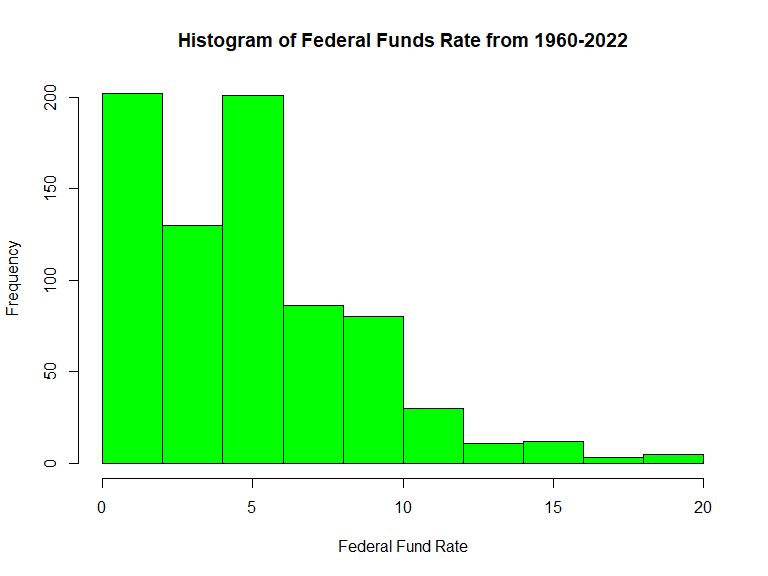 Histogram of Federal Funds Rate from 1960-2022
Frequency
200
150
100
50
0
0 5 10 15 20
Federal Fund Rate